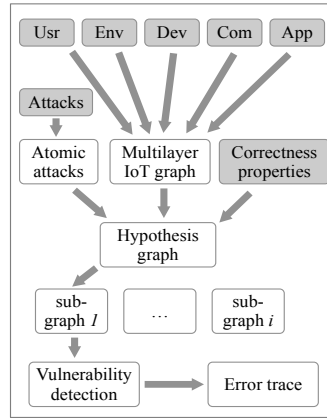 Usr Env Dev Com App
Attacks
Atomic attacks
Multilayer IoT graph
Correctness properties
Hypothesis graph
sub-graph 1
...
sub-graph i
Vulnerability detection
Error trace